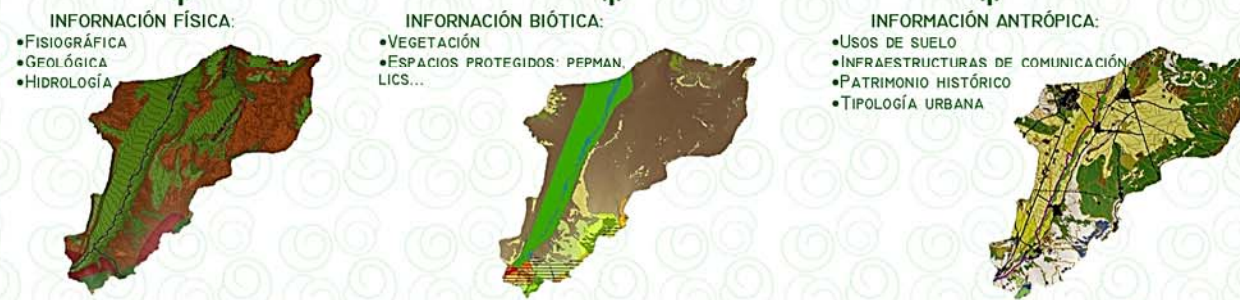 INFORNACIÓN FÍSICA:
•FISIOGRÁFICA
•GEOLÓGICA
•HIDROLOGÍA
INFORNACIÓN BIÓTICA:
•VEGETACIÓN
•ESPACIOS PROTEGIDOS: PEPMAN,
LICS...
INFORMACIÓN ANTRÓPICA:
•USOS DE SUELO
•INFRAESTRUCTURAS DE COMUNICACIÓN
•PATRIMONIO HISTÓRICO
•TIPOLOGÍA URBANA